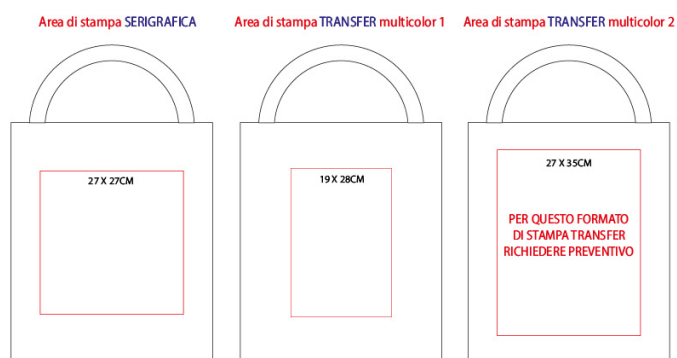 Area di stampa SERIGRAFICA
Area di stampa TRANSFER multicolor 1
Area di stampa TRANSFER multicolor 2
27 X 27CM
19 X 28CM
27 X 35CM
PER QUESTO FORMATO
DI STAMPA TRANSFER
RICHIEDERE PREVENTIVO